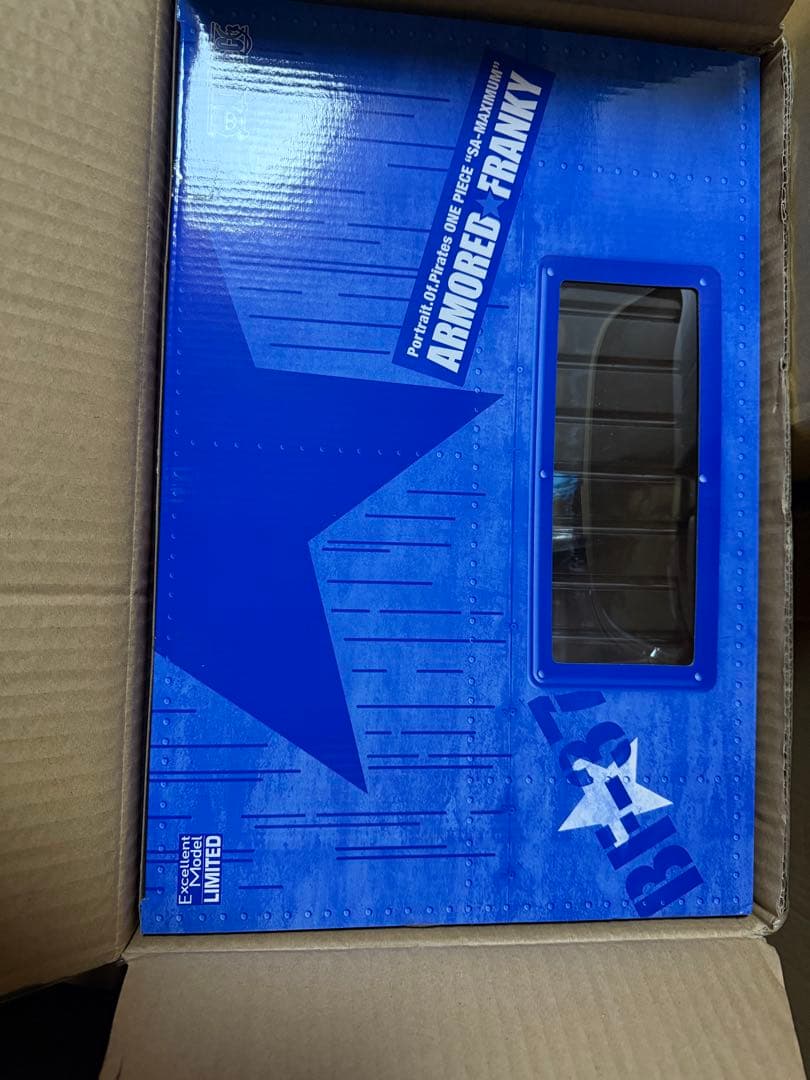 Portrait.Of.Pirates ONE PIECE “SA-MAXIMUM”
ARMORED★FRANKY
BF-37
Excellent
Model
LIMITED